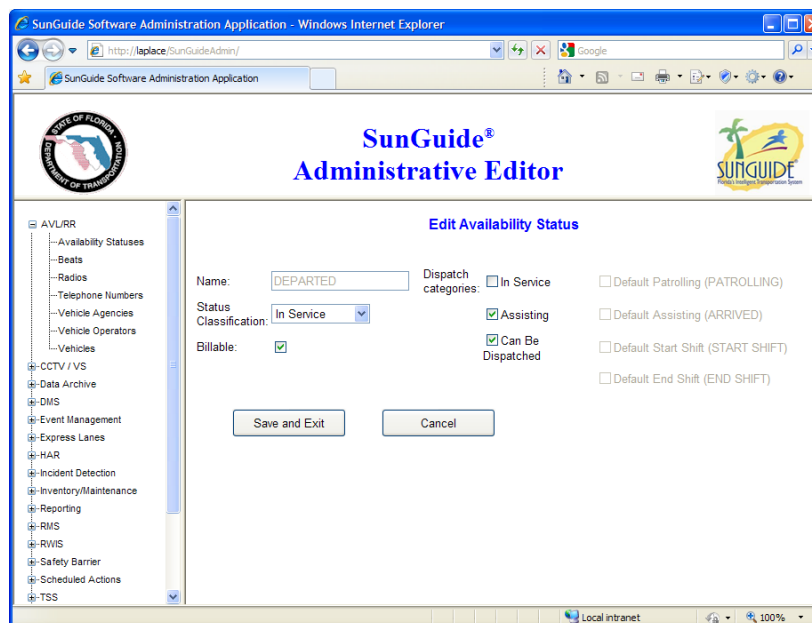 SunGuide Software Administration Application - Windows Internet Explorer
http://laplace/SunGuideAdmin/
Google
SunGuide Software Administration Application
STATE OF FLORIDA
DEPARTMENT OF TRANSPORTATION
SunGuide®
Administrative Editor
SUNGUIDE
Florida's Intelligent Transportation System
AVL/RR
Availability Statuses
Beats
Radios
Telephone Numbers
Vehicle Agencies
Vehicle Operators
Vehicles
CCTV / VS
Data Archive
DMS
Event Management
Express Lanes
HAR
Incident Detection
Inventory/Maintenance
Reporting
RMS
RWIS
Safety Barrier
Scheduled Actions
TSS
Edit Availability Status
Name: DEPARTED
Dispatch categories: In Service
Default Patrolling (PATROLLING)
Status Classification: In Service
Assisting
Default Assisting (ARRIVED)
Billable:
Can Be
Dispatched
Default Start Shift (START SHIFT)
Default End Shift (END SHIFT)
Save and Exit
Cancel
Local intranet
100%